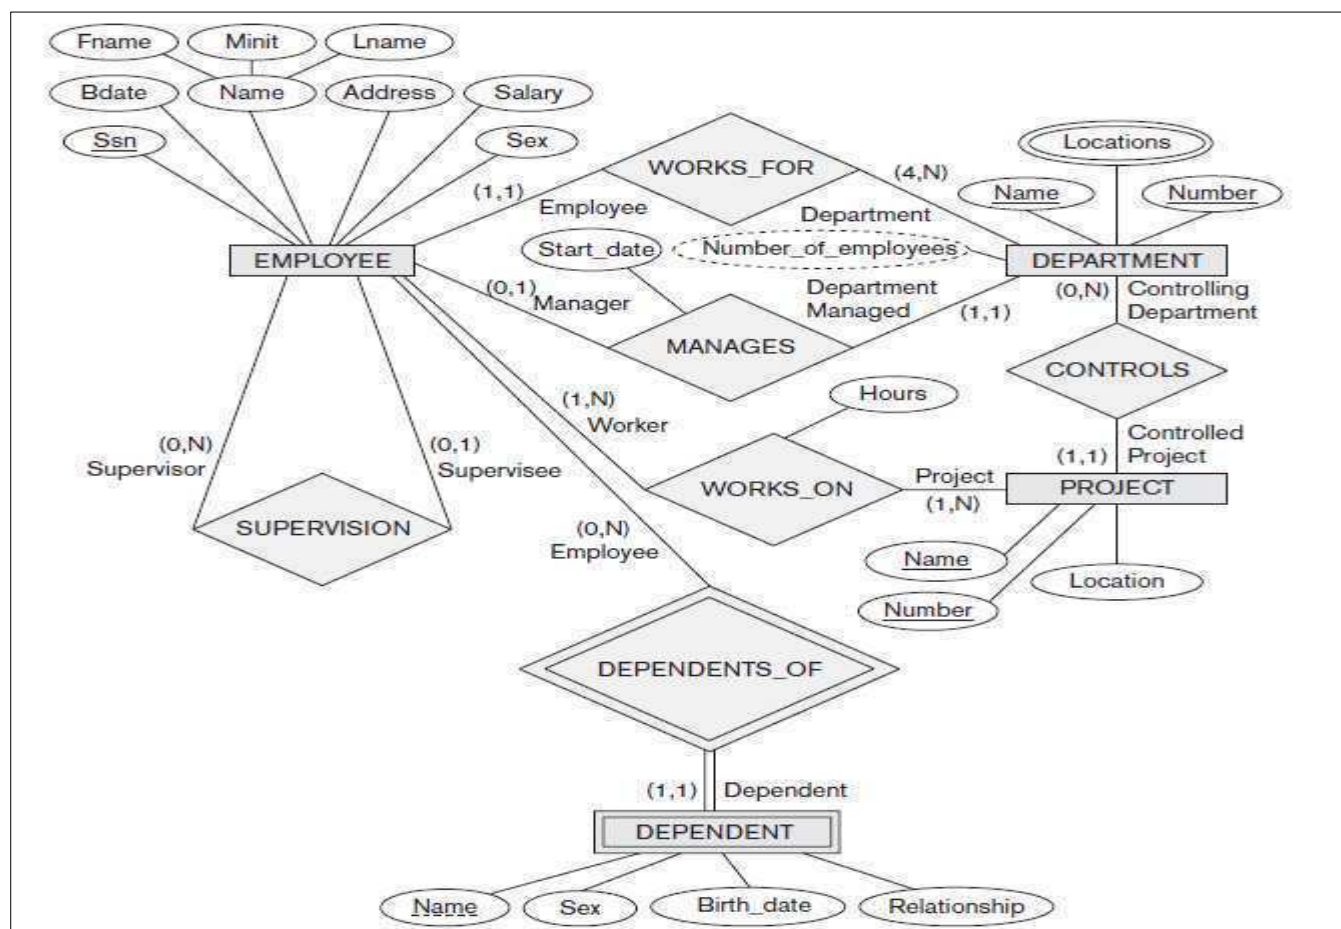 Fname Minit Lname
Bdate Name Address Salary
Ssn Sex
WORKS_FOR
Locations
(1,1)
Employee
(4,N)
Department
Name Number
Start_date
Number_of_employees
EMPLOYEE
DEPARTMENT
(0,1)
Manager
MANAGES
Department
Managed
(1,1)
(0,N)
Controlling
Department
CONTROLS
Hours
(1,N)
Worker
(0,N)
Supervisor
(0,1)
Supervisee
Controlled
Project
(1,1)
WORKS_ON
Project
(1,N)
PROJECT
SUPERVISION
(0,N)
Employee
Name
Location
Number
DEPENDENTS_OF
(1,1)
Dependent
DEPENDENT
Name Sex Birth_date Relationship